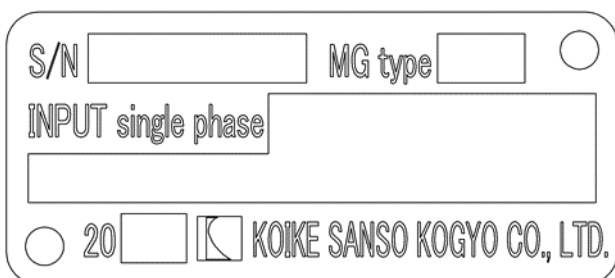 S/N MG type
INPUT single phase
20 KOIKE SANSO KOGYO CO., LTD.